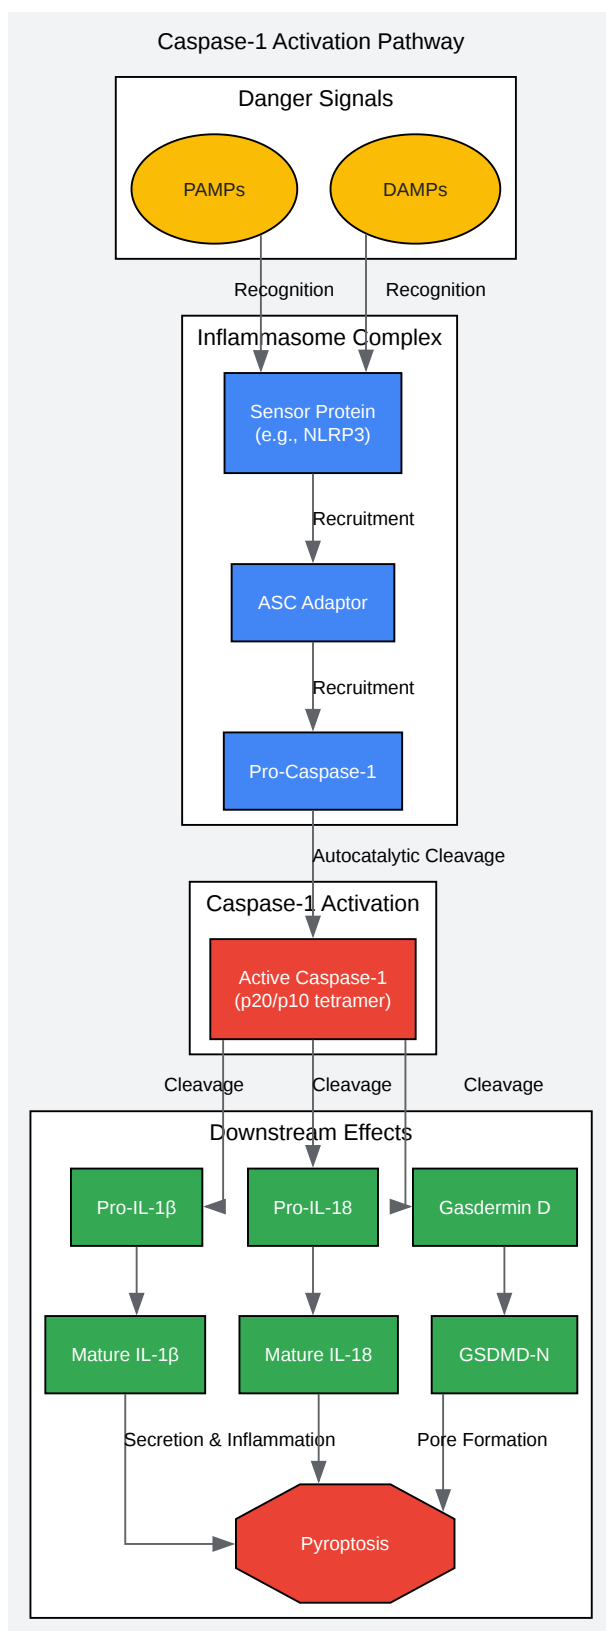 Caspase-1 Activation Pathway
Danger Signals
PAMPs
DAMPs
Recognition
Recognition
Inflammasome Complex
Sensor Protein
(e.g., NLRP3)
Recruitment
ASC Adaptor
Recruitment
Pro-Caspase-1
Autocatalytic Cleavage
Caspase-1 Activation
Active Caspase-1
(p20/p10 tetramer)
Cleavage
Cleavage
Cleavage
Downstream Effects
Pro-IL-1β
Pro-IL-18
Gasdermin D
Mature IL-1β
Mature IL-18
GSDMD-N
Secretion & Inflammation
Pore Formation
Pyroptosis